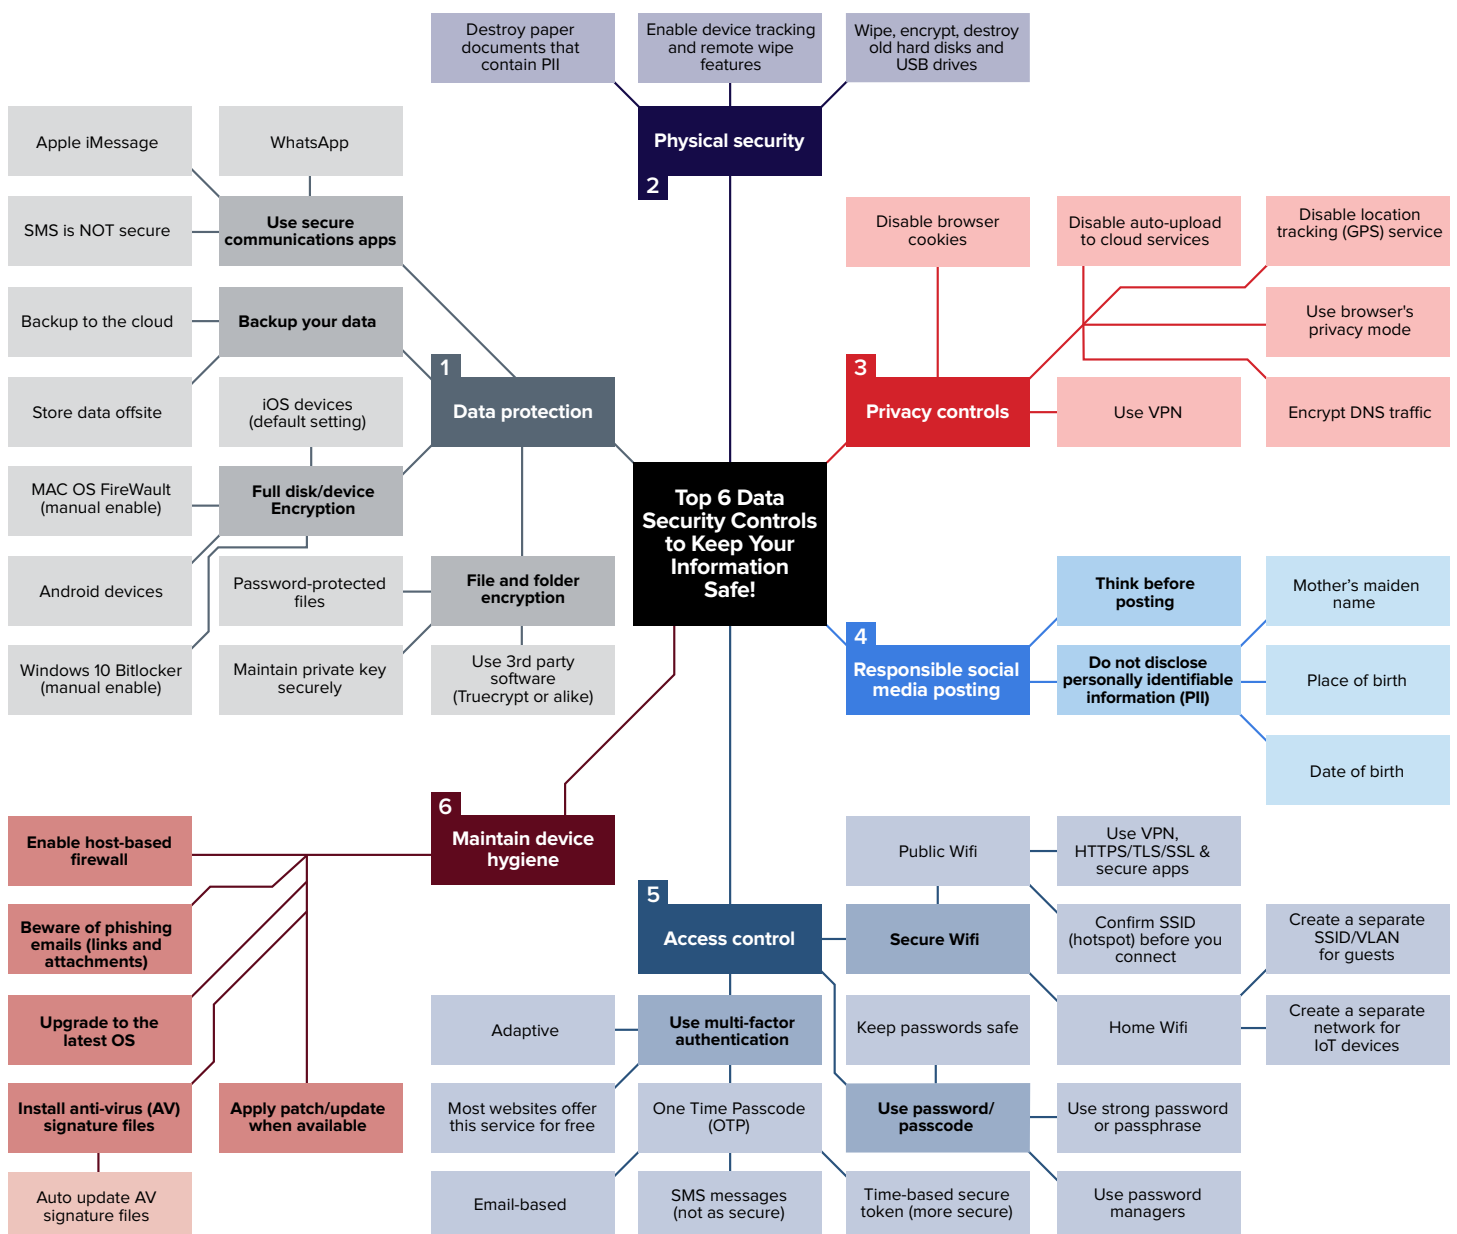 Destroy paper
documents that
contain PII
Enable device tracking
and remote wipe
features
Wipe, encrypt, destroy
old hard disks and
USB drives
Physical security
2
Apple iMessage
WhatsApp
SMS is NOT secure
Use secure
communications apps
Backup to the cloud
Backup your data
Store data offsite
iOS devices
(default setting)
1
Data protection
MAC OS FireWault
(manual enable)
Full disk/device
Encryption
Android devices
Password-protected
files
File and folder
encryption
Windows 10 Bitlocker
(manual enable)
Maintain private key
securely
Use 3rd party
software
(Truecrypt or alike)
Disable browser
cookies
Disable auto-upload
to cloud services
Disable location
tracking (GPS) service
Use browser's
privacy mode
3
Privacy controls
Use VPN
Encrypt DNS traffic
Top 6 Data
Security Controls
to Keep Your
Information
Safe!
Think before
posting
Mother's maiden
name
4
Responsible social
media posting
Do not disclose
personally identifiable
information (PII)
Place of birth
Date of birth
6
Maintain device
hygiene
Enable host-based
firewall
Beware of phishing
emails (links and
attachments)
Upgrade to the
latest OS
Install anti-virus (AV)
signature files
Apply patch/update
when available
Auto update AV
signature files
5
Access control
Public Wifi
Use VPN,
HTTPS/TLS/SSL &
secure apps
Secure Wifi
Confirm SSID
(hotspot) before you
connect
Create a separate
SSID/VLAN
for guests
Adaptive
Use multi-factor
authentication
Keep passwords safe
Home Wifi
Create a separate
network for
IoT devices
Most websites offer
this service for free
One Time Passcode
(OTP)
Use password/
passcode
Use strong password
or passphrase
Email-based
SMS messages
(not as secure)
Time-based secure
token (more secure)
Use password
managers